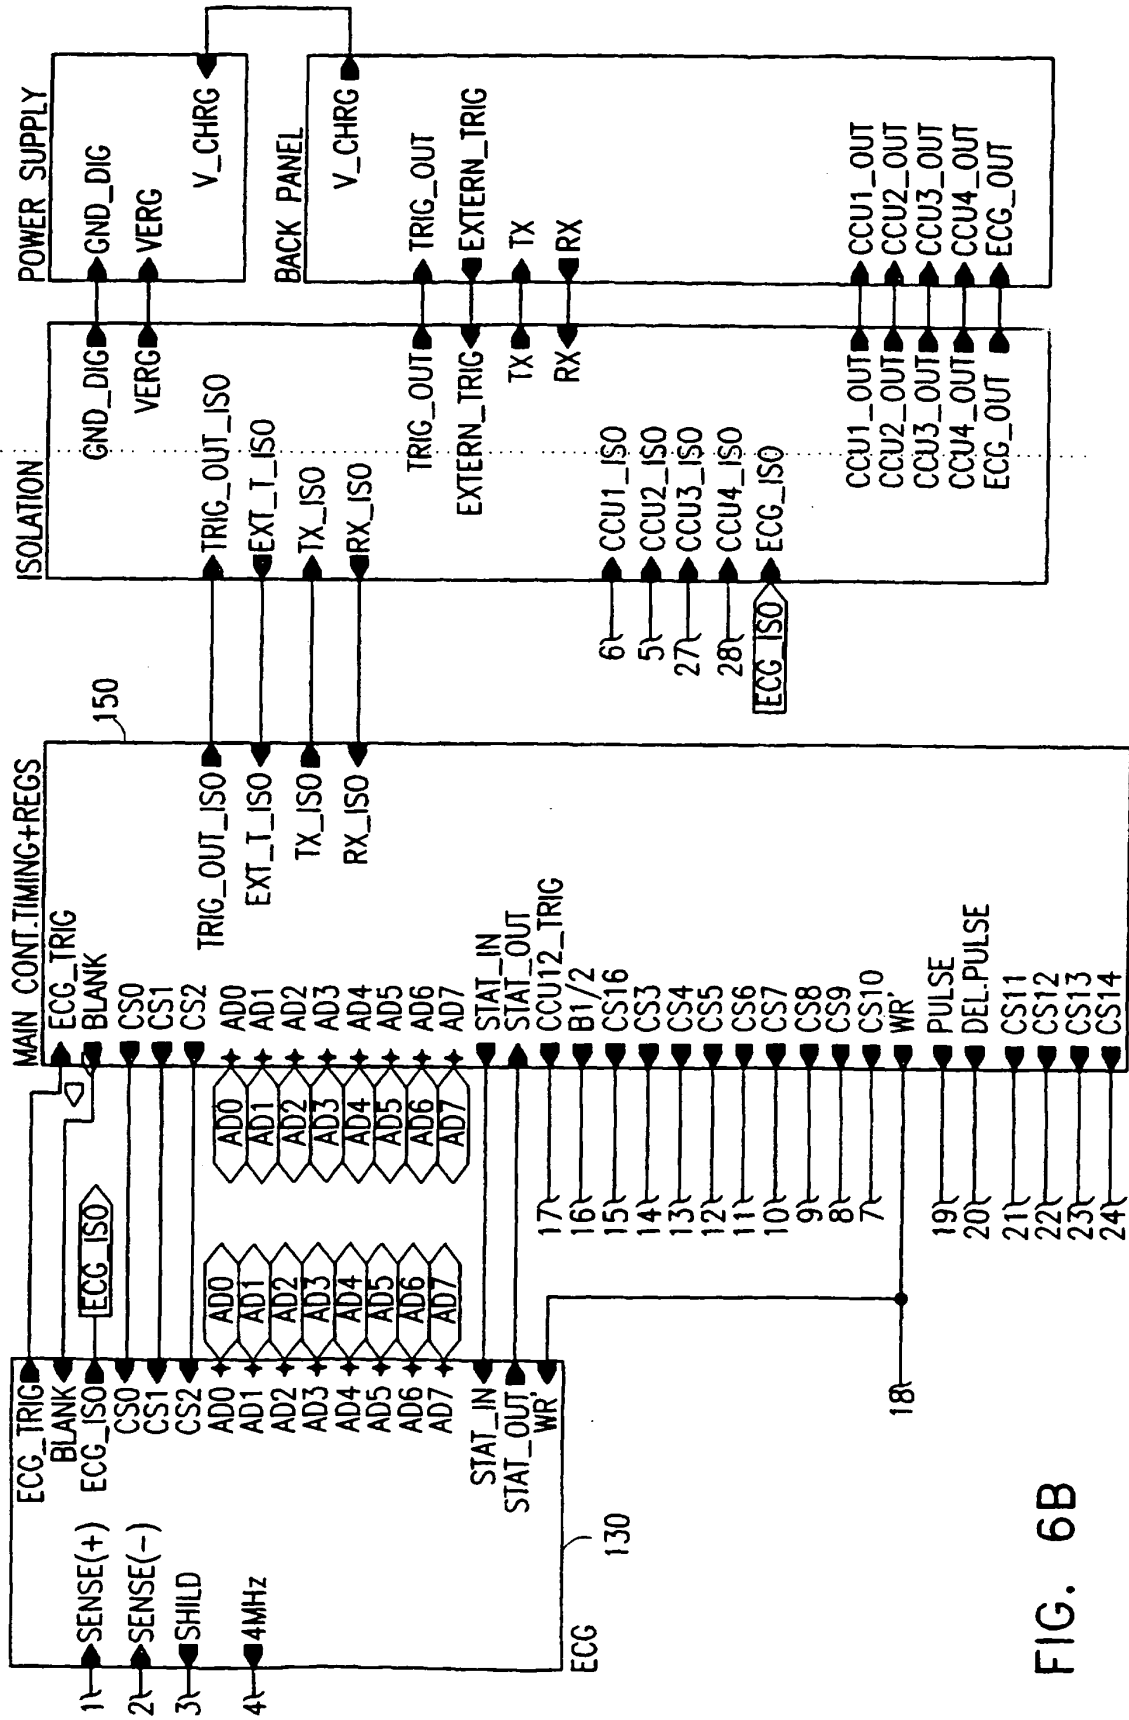 POWER SUPPLY
GND_DIG
VERG
V_CHRG
BACK PANEL
V_CHRG
TRIG_OUT
EXTERN_TRIG
TX
RX
CCU1_OUT
CCU2_OUT
CCU3_OUT
CCU4_OUT
ECG_OUT
ISOLATION
GND_DIG
VERG
TRIG_OUT_ISO
EXT_T_ISO
TX_ISO
RX_ISO
TRIG_OUT
EXTERN_TRIG
TX
RX
6
CCU1_ISO
5
CCU2_ISO
27
CCU3_ISO
28
CCU4_ISO
ECG_ISO
ECG_ISO
CCU1_OUT
CCU2_OUT
CCU3_OUT
CCU4_OUT
ECG_OUT
MAIN CONT.TIMING+REGS
150
ECG_TRIG
BLANK
CS0
CS1
CS2
TRIG_OUT_ISO
EXT_T_ISO
TX_ISO
RX_ISO
AD0
AD0
AD1
AD1
AD2
AD2
AD3
AD3
AD4
AD4
AD5
AD5
AD6
AD6
AD7
AD7
STAT_IN
STAT_OUT
17
CCU12_TRIG
16
B1/2
15
CS16
14
CS3
13
CS4
12
CS5
11
CS6
10
CS7
9
CS8
8
CS9
7
CS10
WR'
19
PULSE
20
DEL.PULSE
21
CS11
22
CS12
23
CS13
24
CS14
ECG_ISO
ECG_TRIG
BLANK
ECG_ISO
CS0
CS1
CS2
AD0
AD0
AD1
AD1
AD2
AD2
AD3
AD3
AD4
AD4
AD5
AD5
AD6
AD6
AD7
AD7
STAT_IN
STAT_OUT
WR'
18
1
SENSE(+)
2
SENSE(-)
3
SHILD
4
4MHz
ECG
130
FIG. 6B